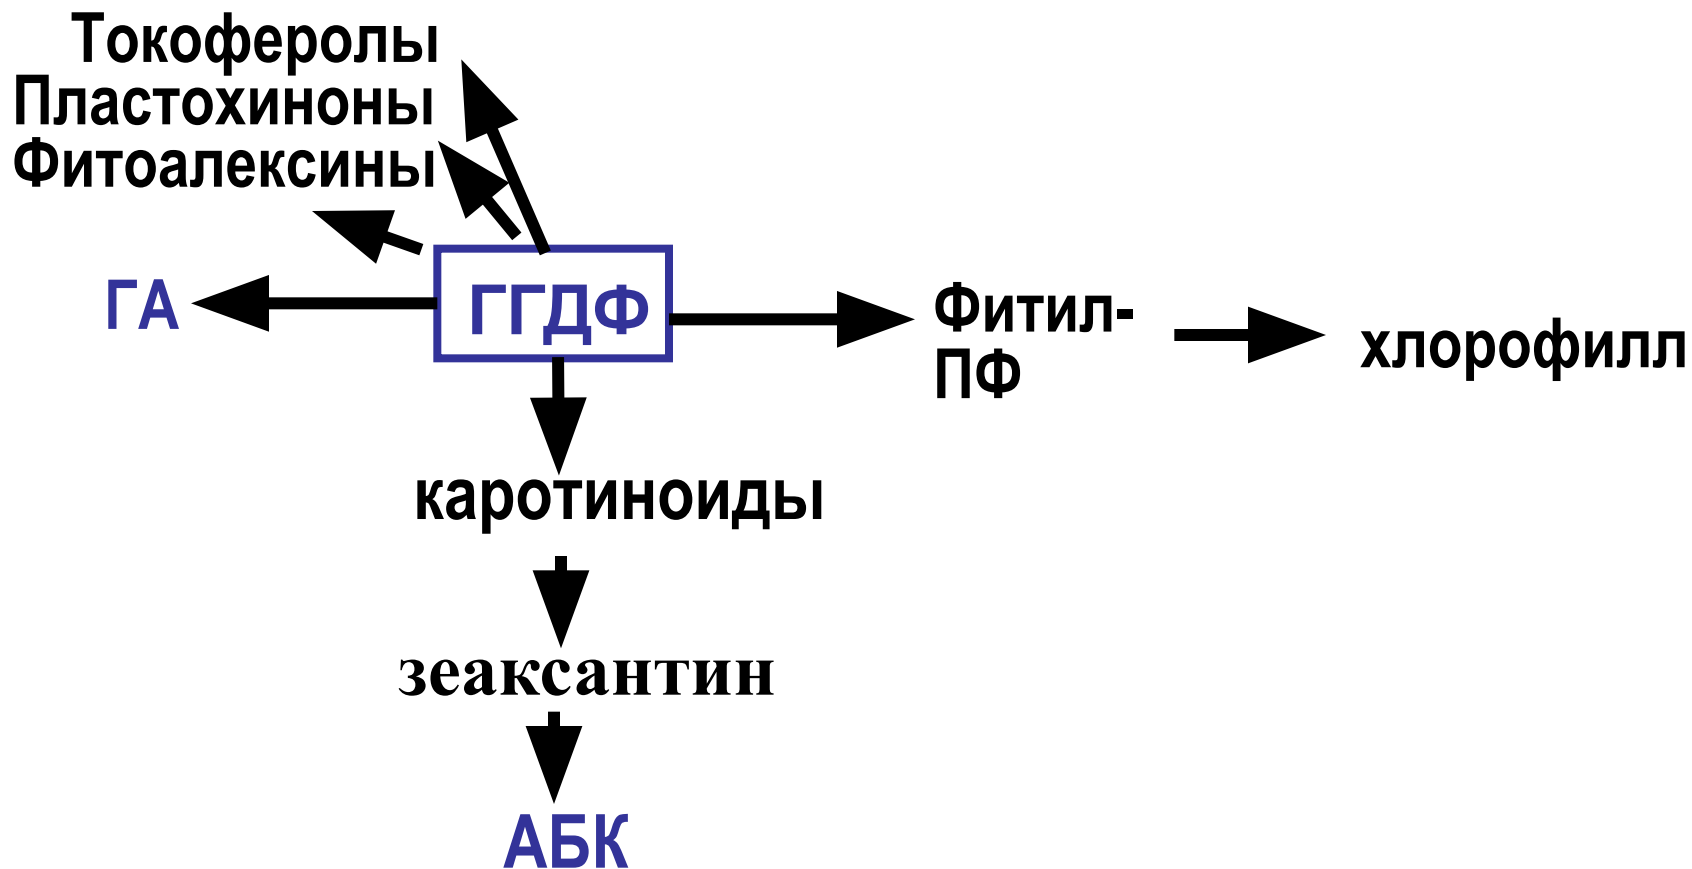 Токоферолы
Пластохиноны
Фитоалексины
ГА
ГГДФ
Фитил-
ПФ
хлорофилл
каротиноиды
зеаксантин
АБК